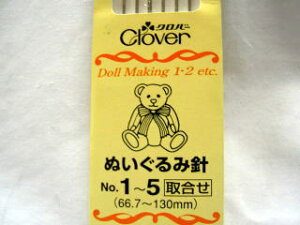 クロバー
Clover
Doll Making 1・2 etc.
ぬいぐるみ針
No.1～5 取合せ
(66.7～130mm)